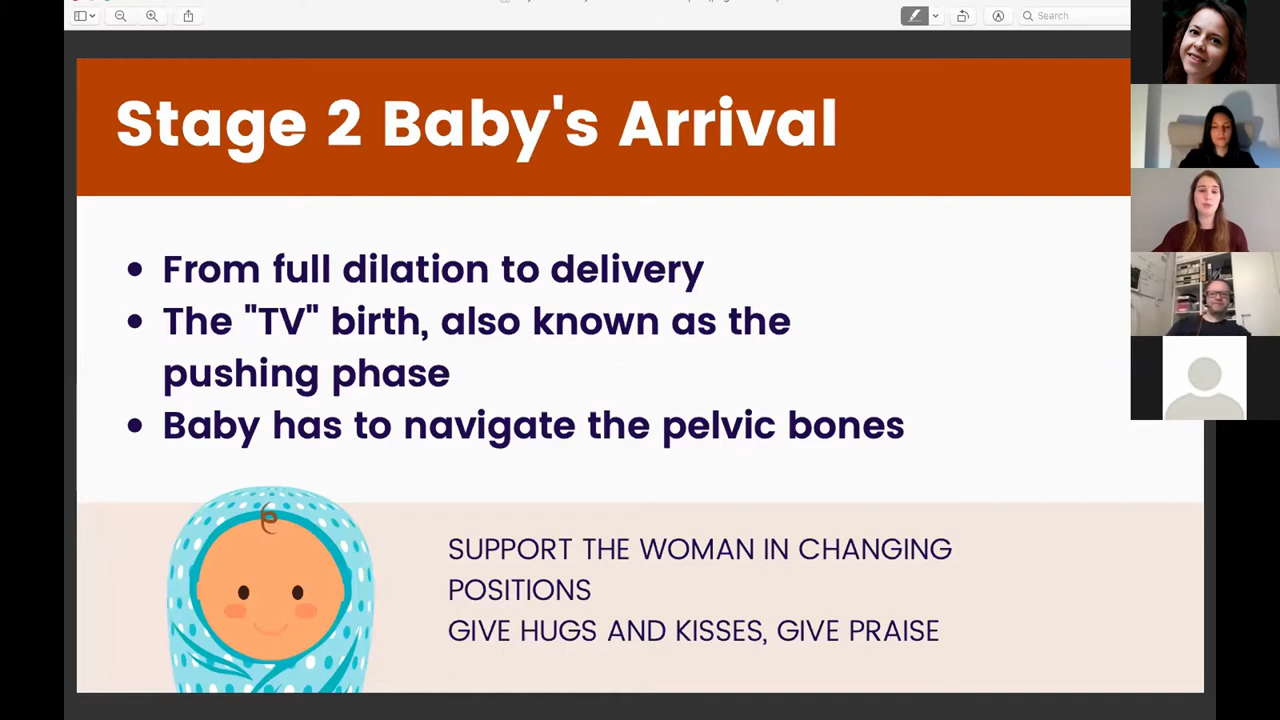 Search
Stage 2 Baby's Arrival
• From full dilation to delivery
• The "TV" birth, also known as the
pushing phase
• Baby has to navigate the pelvic bones
SUPPORT THE WOMAN IN CHANGING
POSITIONS
GIVE HUGS AND KISSES, GIVE PRAISE